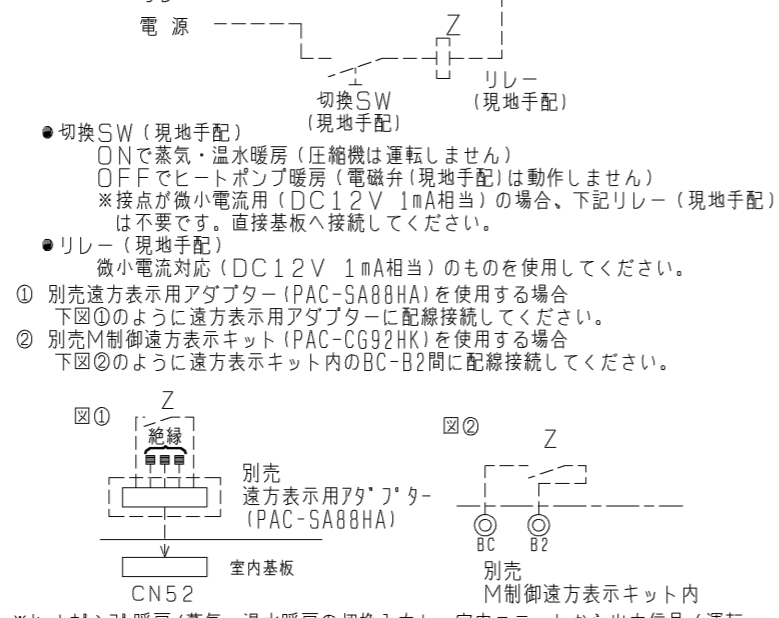 電 源
Z
リレー
(現地手配)
切換SW
(現地手配)
●切換SW(現地手配)
ONで蒸気・温水暖房(圧縮機は運転しません)
OFFでヒートポンプ暖房(電磁弁(現地手配)は動作しません)
※接点が微小電流用(DC12V 1mA相当)の場合、下記リレー(現地手配)
は不要です。直接基板へ接続してください。
●リレー(現地手配)
微小電流対応(DC12V 1mA相当)のものを使用してください。
① 別売遠方表示用アダプター(PAC-SA88HA)を使用する場合
下図①のように遠方表示用アダプターに配線接続してください。
② 別売M制御遠方表示キット(PAC-CG92HK)を使用する場合
下図②のように遠方表示キット内のBC-B2間に配線接続してください。
図①
Z
絶縁
別売
遠方表示用アダプター
(PAC-SA88HA)
室内基板
CN52
図②
Z
BC B2
別売
M制御遠方表示キット内